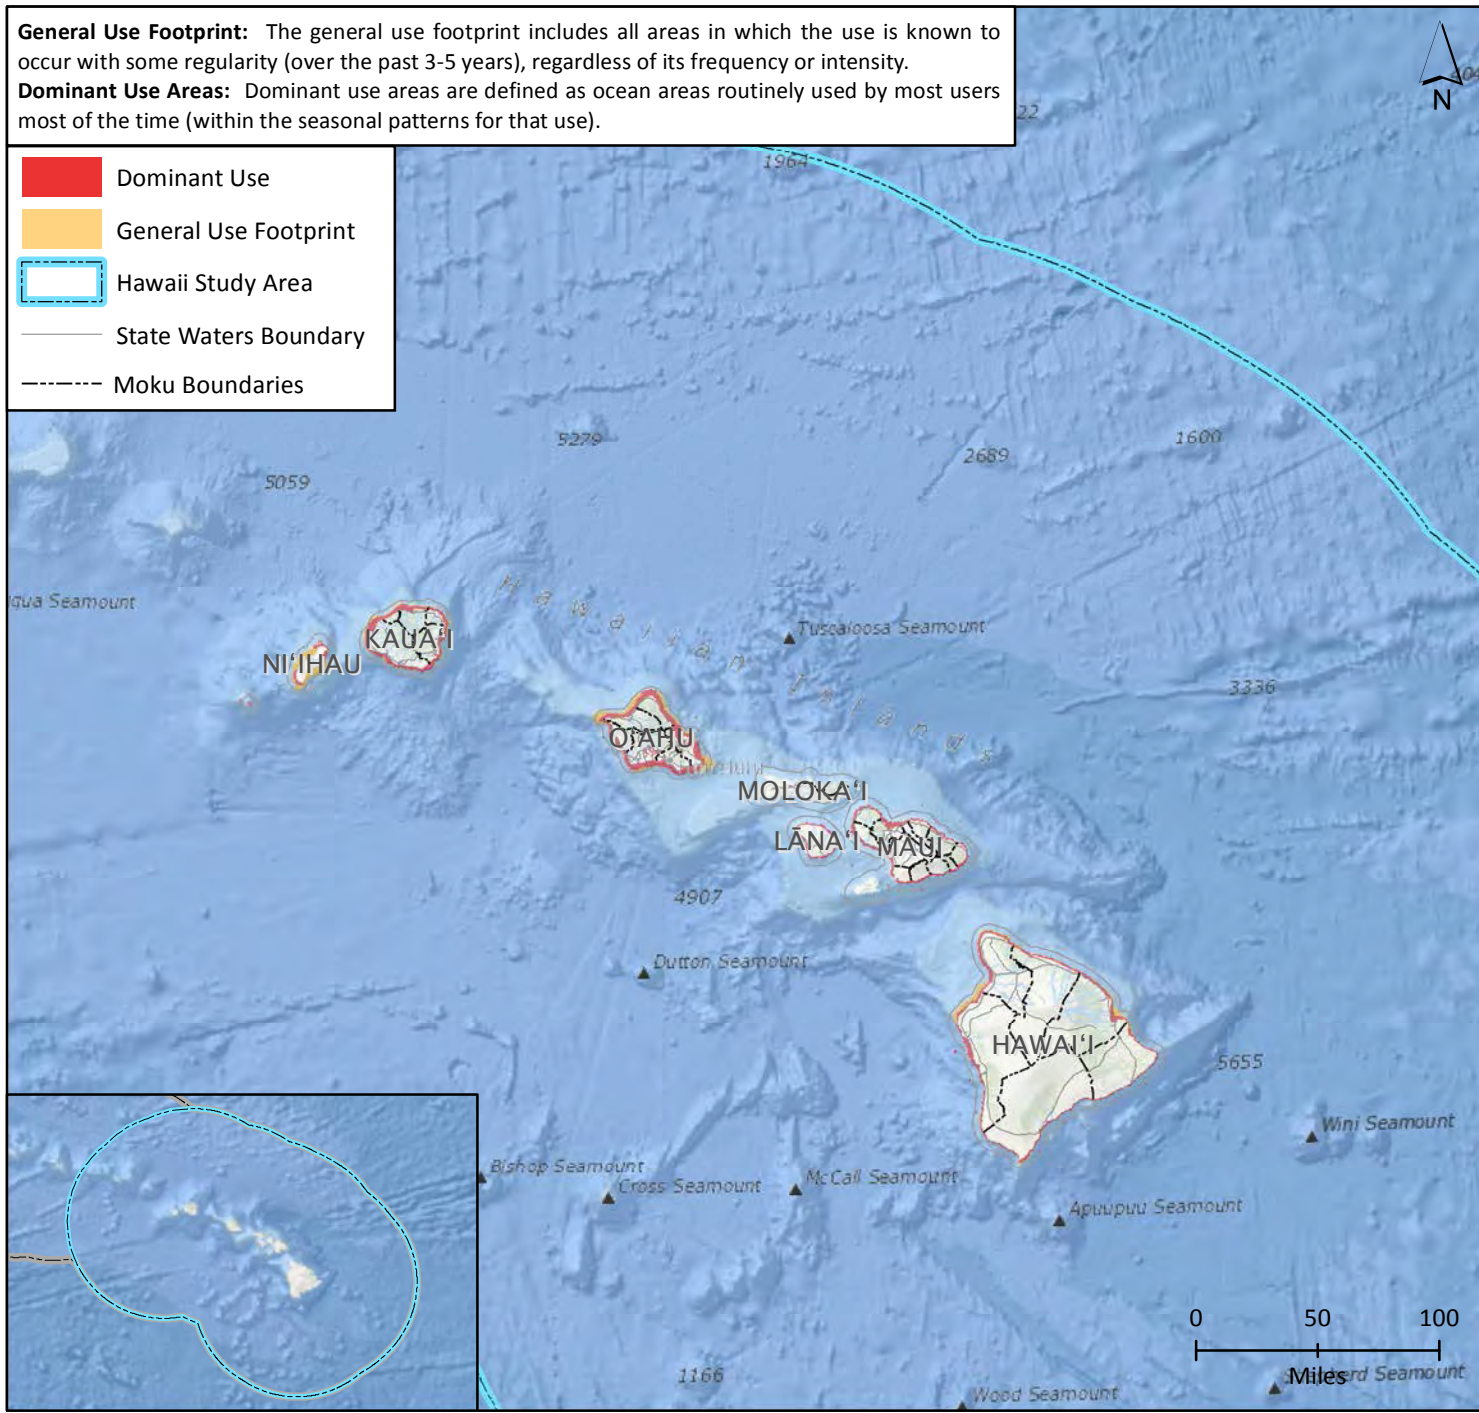 General Use Footprint: The general use footprint includes all areas in which the use is known to
occur with some regularity (over the past 3-5 years), regardless of its frequency or intensity.
Dominant Use Areas: Dominant use areas are defined as ocean areas routinely used by most users
most of the time (within the seasonal patterns for that use).
N
22
1964
Dominant Use
General Use Footprint
Hawaii Study Area
State Waters Boundary
Moku Boundaries
5279
1600
2689
5059
Seamount
Hawaiian Islands
Tuscaloosa Seamount
KAUAʻI
NIʻIHAU
3336
OʻAHU
MOLOKAʻI
LĀNAʻI
MAUI
4907
Dutton Seamount
HAWAIʻI
5655
Wini Seamount
Bishop Seamount
Cross Seamount
McCall Seamount
Apuupuu Seamount
0 50 100
Miles
1166
Shepherd Seamount
Wood Seamount